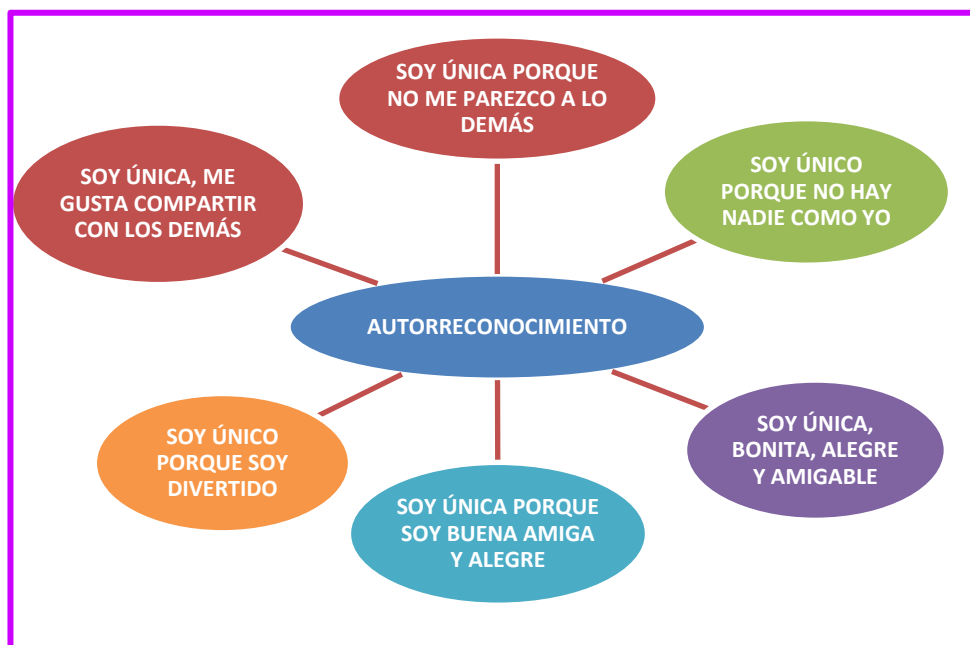 SOY ÚNICA PORQUE
NO ME PAREZCO A LO
DEMÁS
SOY ÚNICA, ME
GUSTA COMPARTIR
CON LOS DEMÁS
SOY ÚNICO
PORQUE NO HAY
NADIE COMO YO
AUTORRECONOCIMIENTO
SOY ÚNICO
PORQUE SOY
DIVERTIDO
SOY ÚNICA,
BONITA, ALEGRE
Y AMIGABLE
SOY ÚNICA PORQUE
SOY BUENA AMIGA
Y ALEGRE